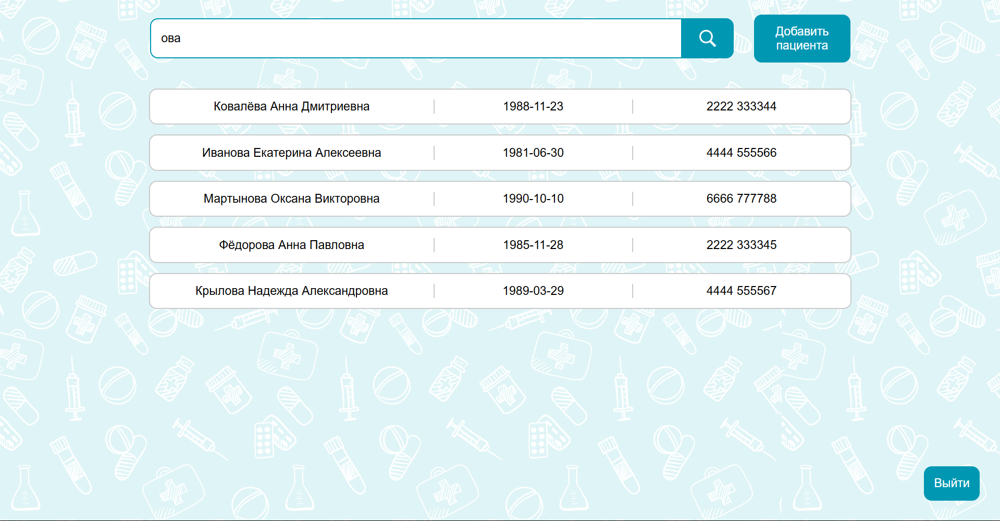 ова
Добавить
пациента
Ковалёва Анна Дмитриевна 1988-11-23 2222 333344
Иванова Екатерина Алексеевна 1981-06-30 4444 555566
Мартынова Оксана Викторовна 1990-10-10 6666 777788
Фёдорова Анна Павловна 1985-11-28 2222 333345
Крылова Надежда Александровна 1989-03-29 4444 555567
Выйти